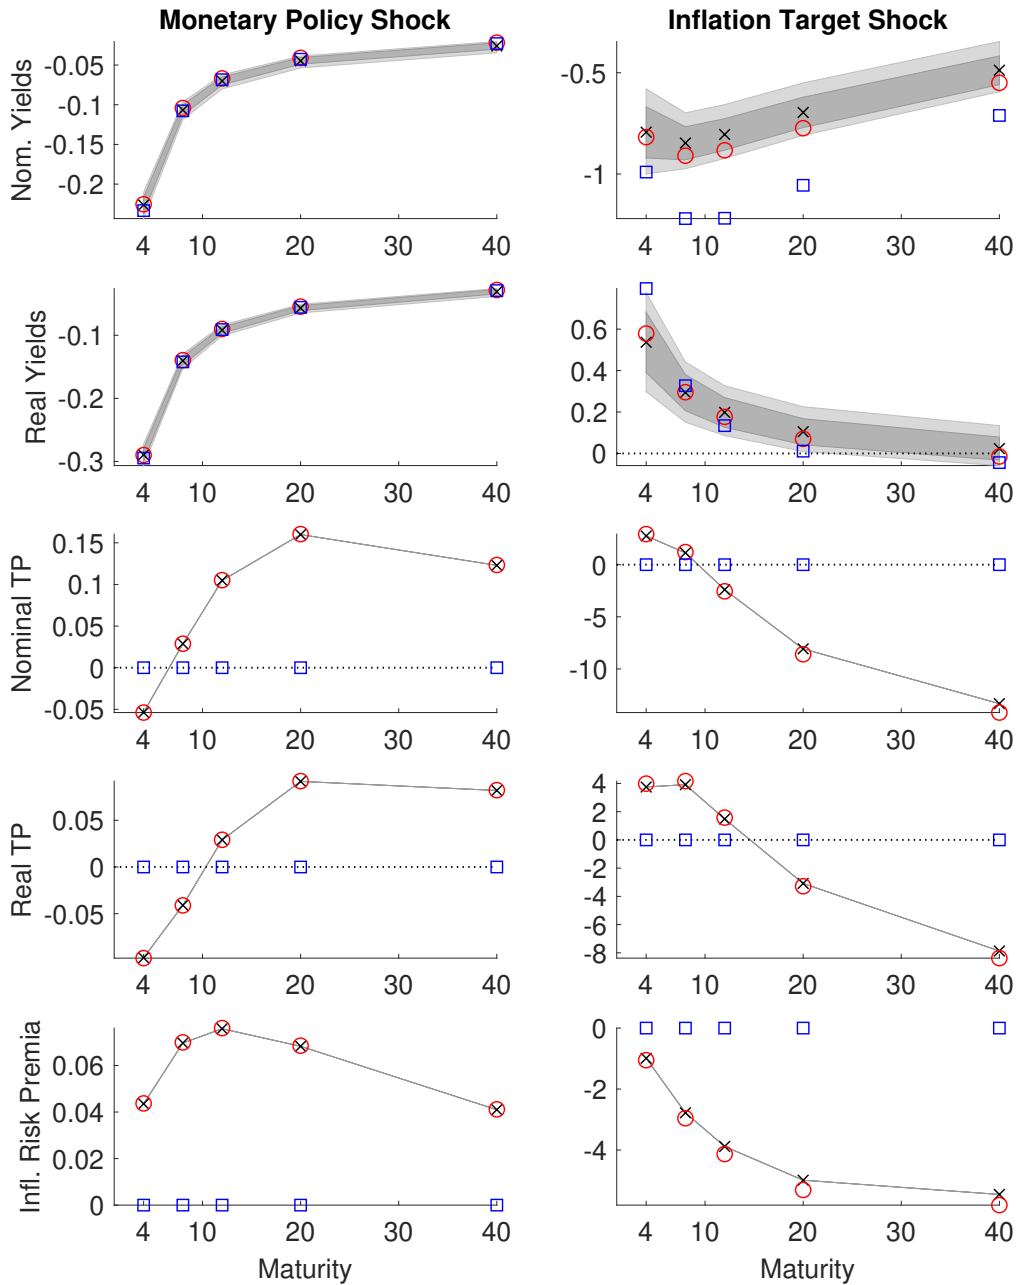 Monetary Policy Shock
Inflation Target Shock
Nom. Yields
-0.05
-0.1
-0.15
-0.2
4 10 20 30 40
-0.5
-1
4 10 20 30 40
Real Yields
-0.1
-0.2
-0.3
4 10 20 30 40
0.6
0.4
0.2
0
4 10 20 30 40
Nominal TP
0.15
0.1
0.05
0
-0.05
4 10 20 30 40
0
-5
-10
4 10 20 30 40
Real TP
0.05
0
-0.05
4 10 20 30 40
4
2
0
-2
-4
-6
-8
4 10 20 30 40
Infl. Risk Premia
0.06
0.04
0.02
0
4 10 20 30 40
Maturity
0
-2
-4
4 10 20 30 40
Maturity